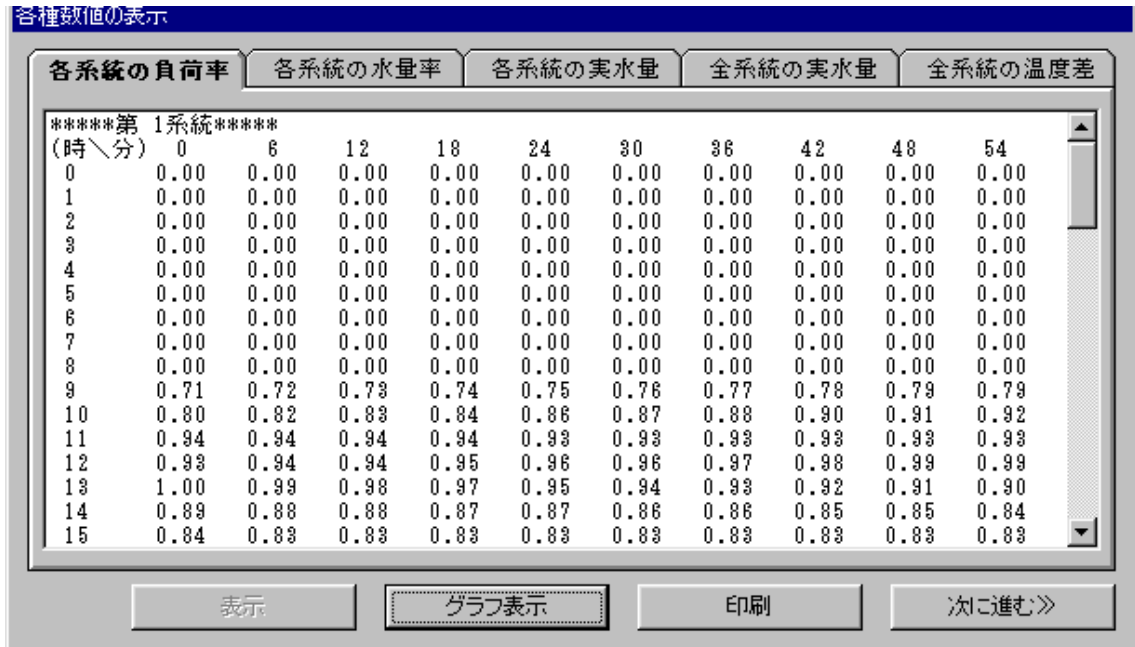 各種数値の表示
各系統の負荷率 各系統の水量率 各系統の実水量 全系統の実水量 全系統の温度差
*****第 1系統*****
(時＼分) 0 6 12 18 24 30 36 42 48 54
0 0.00 0.00 0.00 0.00 0.00 0.00 0.00 0.00 0.00 0.00
1 0.00 0.00 0.00 0.00 0.00 0.00 0.00 0.00 0.00 0.00
2 0.00 0.00 0.00 0.00 0.00 0.00 0.00 0.00 0.00 0.00
3 0.00 0.00 0.00 0.00 0.00 0.00 0.00 0.00 0.00 0.00
4 0.00 0.00 0.00 0.00 0.00 0.00 0.00 0.00 0.00 0.00
5 0.00 0.00 0.00 0.00 0.00 0.00 0.00 0.00 0.00 0.00
6 0.00 0.00 0.00 0.00 0.00 0.00 0.00 0.00 0.00 0.00
7 0.00 0.00 0.00 0.00 0.00 0.00 0.00 0.00 0.00 0.00
8 0.00 0.00 0.00 0.00 0.00 0.00 0.00 0.00 0.00 0.00
9 0.71 0.72 0.73 0.74 0.75 0.76 0.77 0.78 0.79 0.79
10 0.80 0.82 0.83 0.84 0.86 0.87 0.88 0.90 0.91 0.92
11 0.94 0.94 0.94 0.94 0.93 0.93 0.93 0.93 0.93 0.93
12 0.93 0.94 0.94 0.95 0.96 0.96 0.97 0.98 0.99 0.99
13 1.00 0.99 0.98 0.97 0.95 0.94 0.93 0.92 0.91 0.90
14 0.89 0.88 0.88 0.87 0.87 0.86 0.86 0.85 0.85 0.84
15 0.84 0.83 0.83 0.83 0.83 0.83 0.83 0.83 0.83 0.83
表示 グラフ表示 印刷 次に進む≫